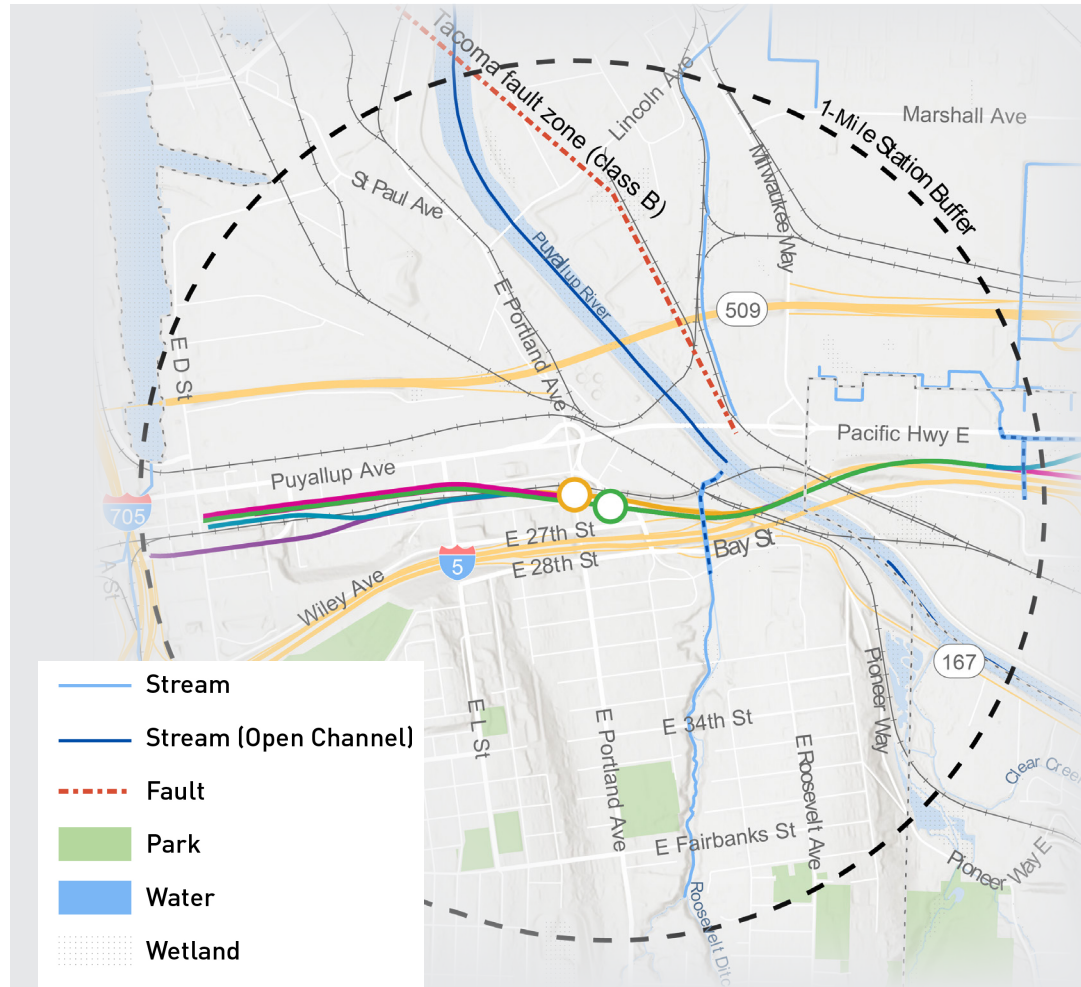 Tacoma fault zone (class B)
Lincoln Ave
1-Mile Station Buffer
Marshall Ave
Milwaukee Way
St Paul Ave
Puyallup River
E Portland Ave
509
E D St
Pacific Hwy E
Puyallup Ave
705
E 27th St
Bay St
E 28th St
5
A St
Wiley Ave
167
Pioneer Way
Stream
E L St
E Portland Ave
E 34th St
E Roosevelt Ave
Stream (Open Channel)
Clear Creek
Fault
Park
E Fairbanks St
Pioneer Way E
Water
Roosevelt Ditc
Wetland